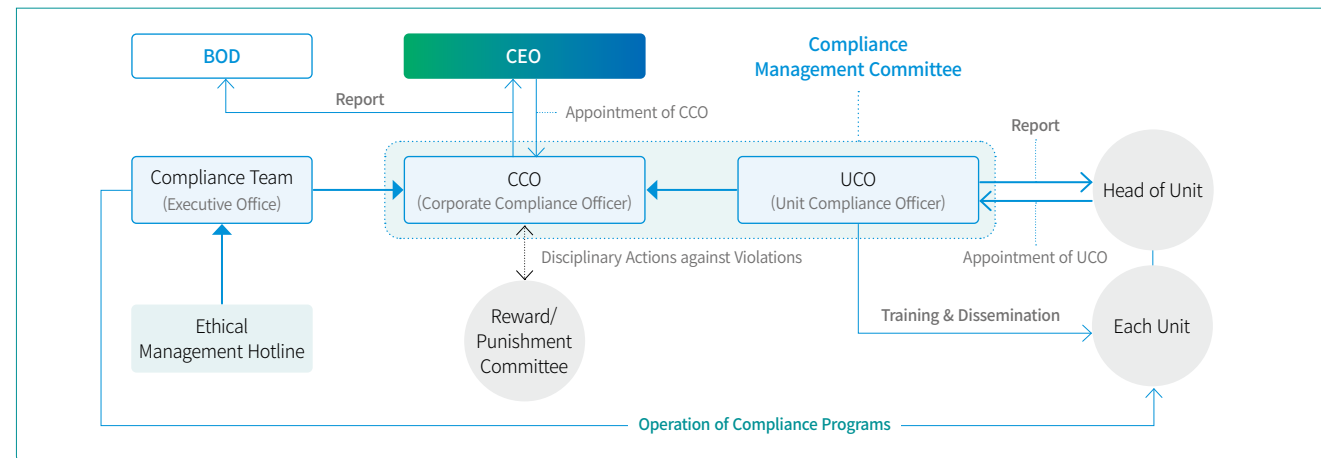 BOD
CEO
Compliance
Management Committee
Report
Appointment of CCO
Report
Compliance Team
(Executive Office)
CCO
(Corporate Compliance Officer)
UCO
(Unit Compliance Officer)
Head of Unit
Disciplinary Actions against Violations
Appointment of UCO
Ethical
Management Hotline
Reward/
Punishment
Committee
Training & Dissemination
Each Unit
Operation of Compliance Programs